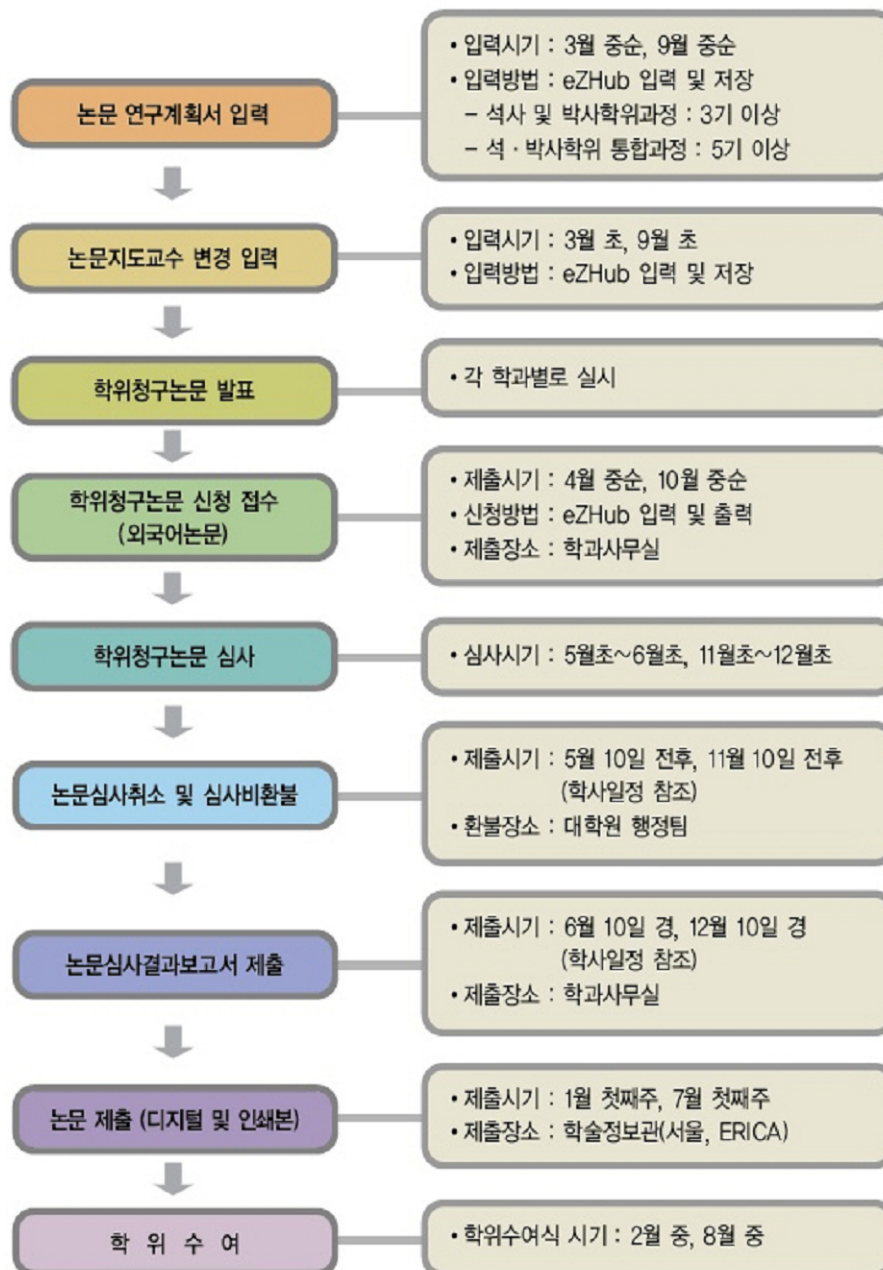 논문 연구계획서 입력
• 입력시기 : 3월 중순, 9월 중순
• 입력방법 : eZHub 입력 및 저장
– 석사 및 박사학위과정 : 3기 이상
– 석 · 박사학위 통합과정 : 5기 이상
논문지도교수 변경 입력
• 입력시기 : 3월 초, 9월 초
• 입력방법 : eZHub 입력 및 저장
학위청구논문 발표
• 각 학과별로 실시
학위청구논문 신청 접수
(외국어논문)
• 제출시기 : 4월 중순, 10월 중순
• 신청방법 : eZHub 입력 및 출력
• 제출장소 : 학과사무실
학위청구논문 심사
• 심사시기 : 5월초~6월초, 11월초~12월초
논문심사취소 및 심사비환불
• 제출시기 : 5월 10일 전후, 11월 10일 전후
(학사일정 참조)
• 환불장소 : 대학원 행정팀
논문심사결과보고서 제출
• 제출시기 : 6월 10일 경, 12월 10일 경
(학사일정 참조)
• 제출장소 : 학과사무실
논문 제출 (디지털 및 인쇄본)
• 제출시기 : 1월 첫째주, 7월 첫째주
• 제출장소 : 학술정보관(서울, ERICA)
학 위 수 여
• 학위수여식 시기 : 2월 중, 8월 중